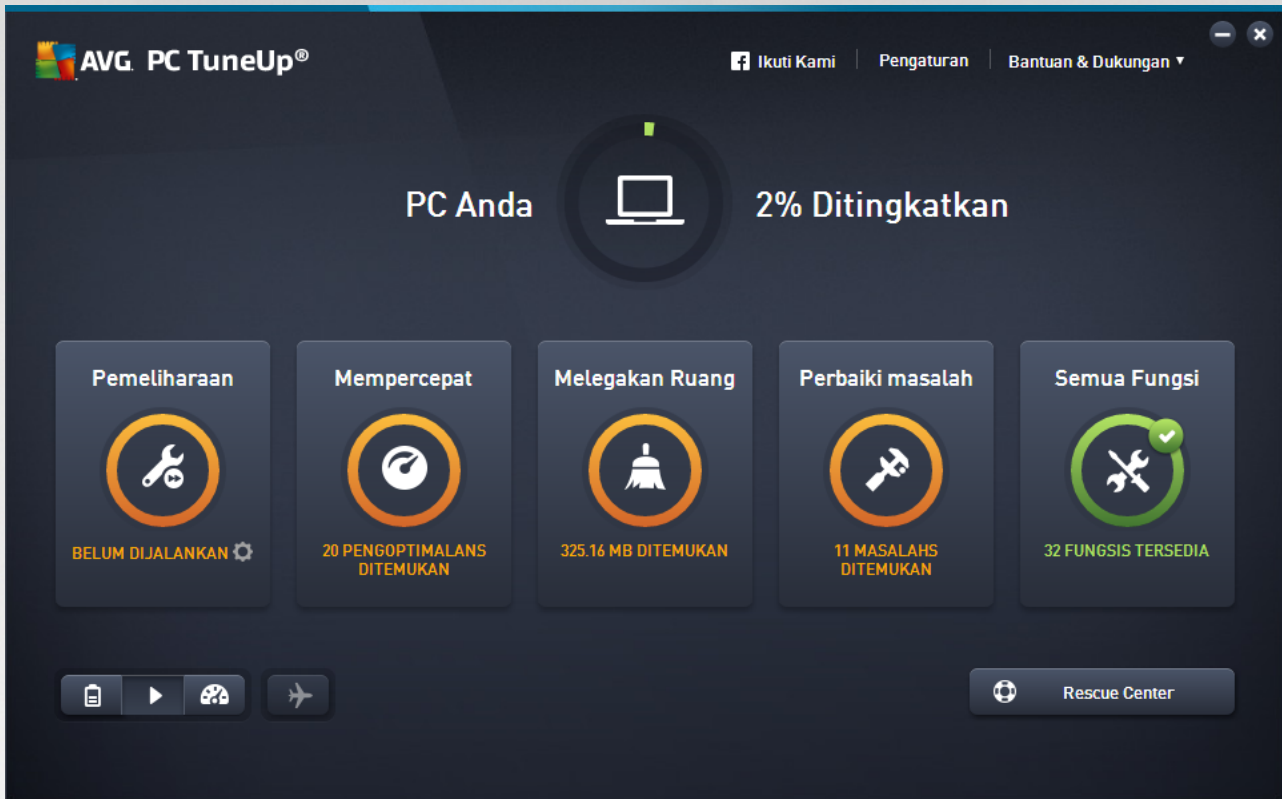 AVG. PC TuneUp®
Ikuti Kami
Pengaturan
Bantuan & Dukungan
PC Anda
2% Ditingkatkan
Pemeliharaan
BELUM DIJALANKAN
Mempercepat
20 PENGOPTIMALANS
DITEMUKAN
Melegakan Ruang
325.16 MB DITEMUKAN
Perbaiki masalah
11 MASALAHS
DITEMUKAN
Semua Fungsi
32 FUNGSIS TERSEDIA
Rescue Center